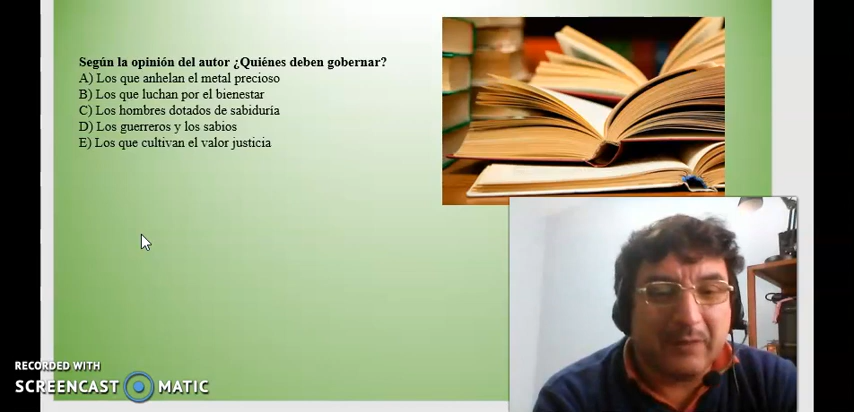 Según la opinión del autor ¿Quiénes deben gobernar?
A) Los que anhelan el metal precioso
B) Los que luchan por el bienestar
C) Los hombres dotados de sabiduría
D) Los guerreros y los sabios
E) Los que cultivan el valor justicia
RECORDED WITH
SCREENCAST MATIC